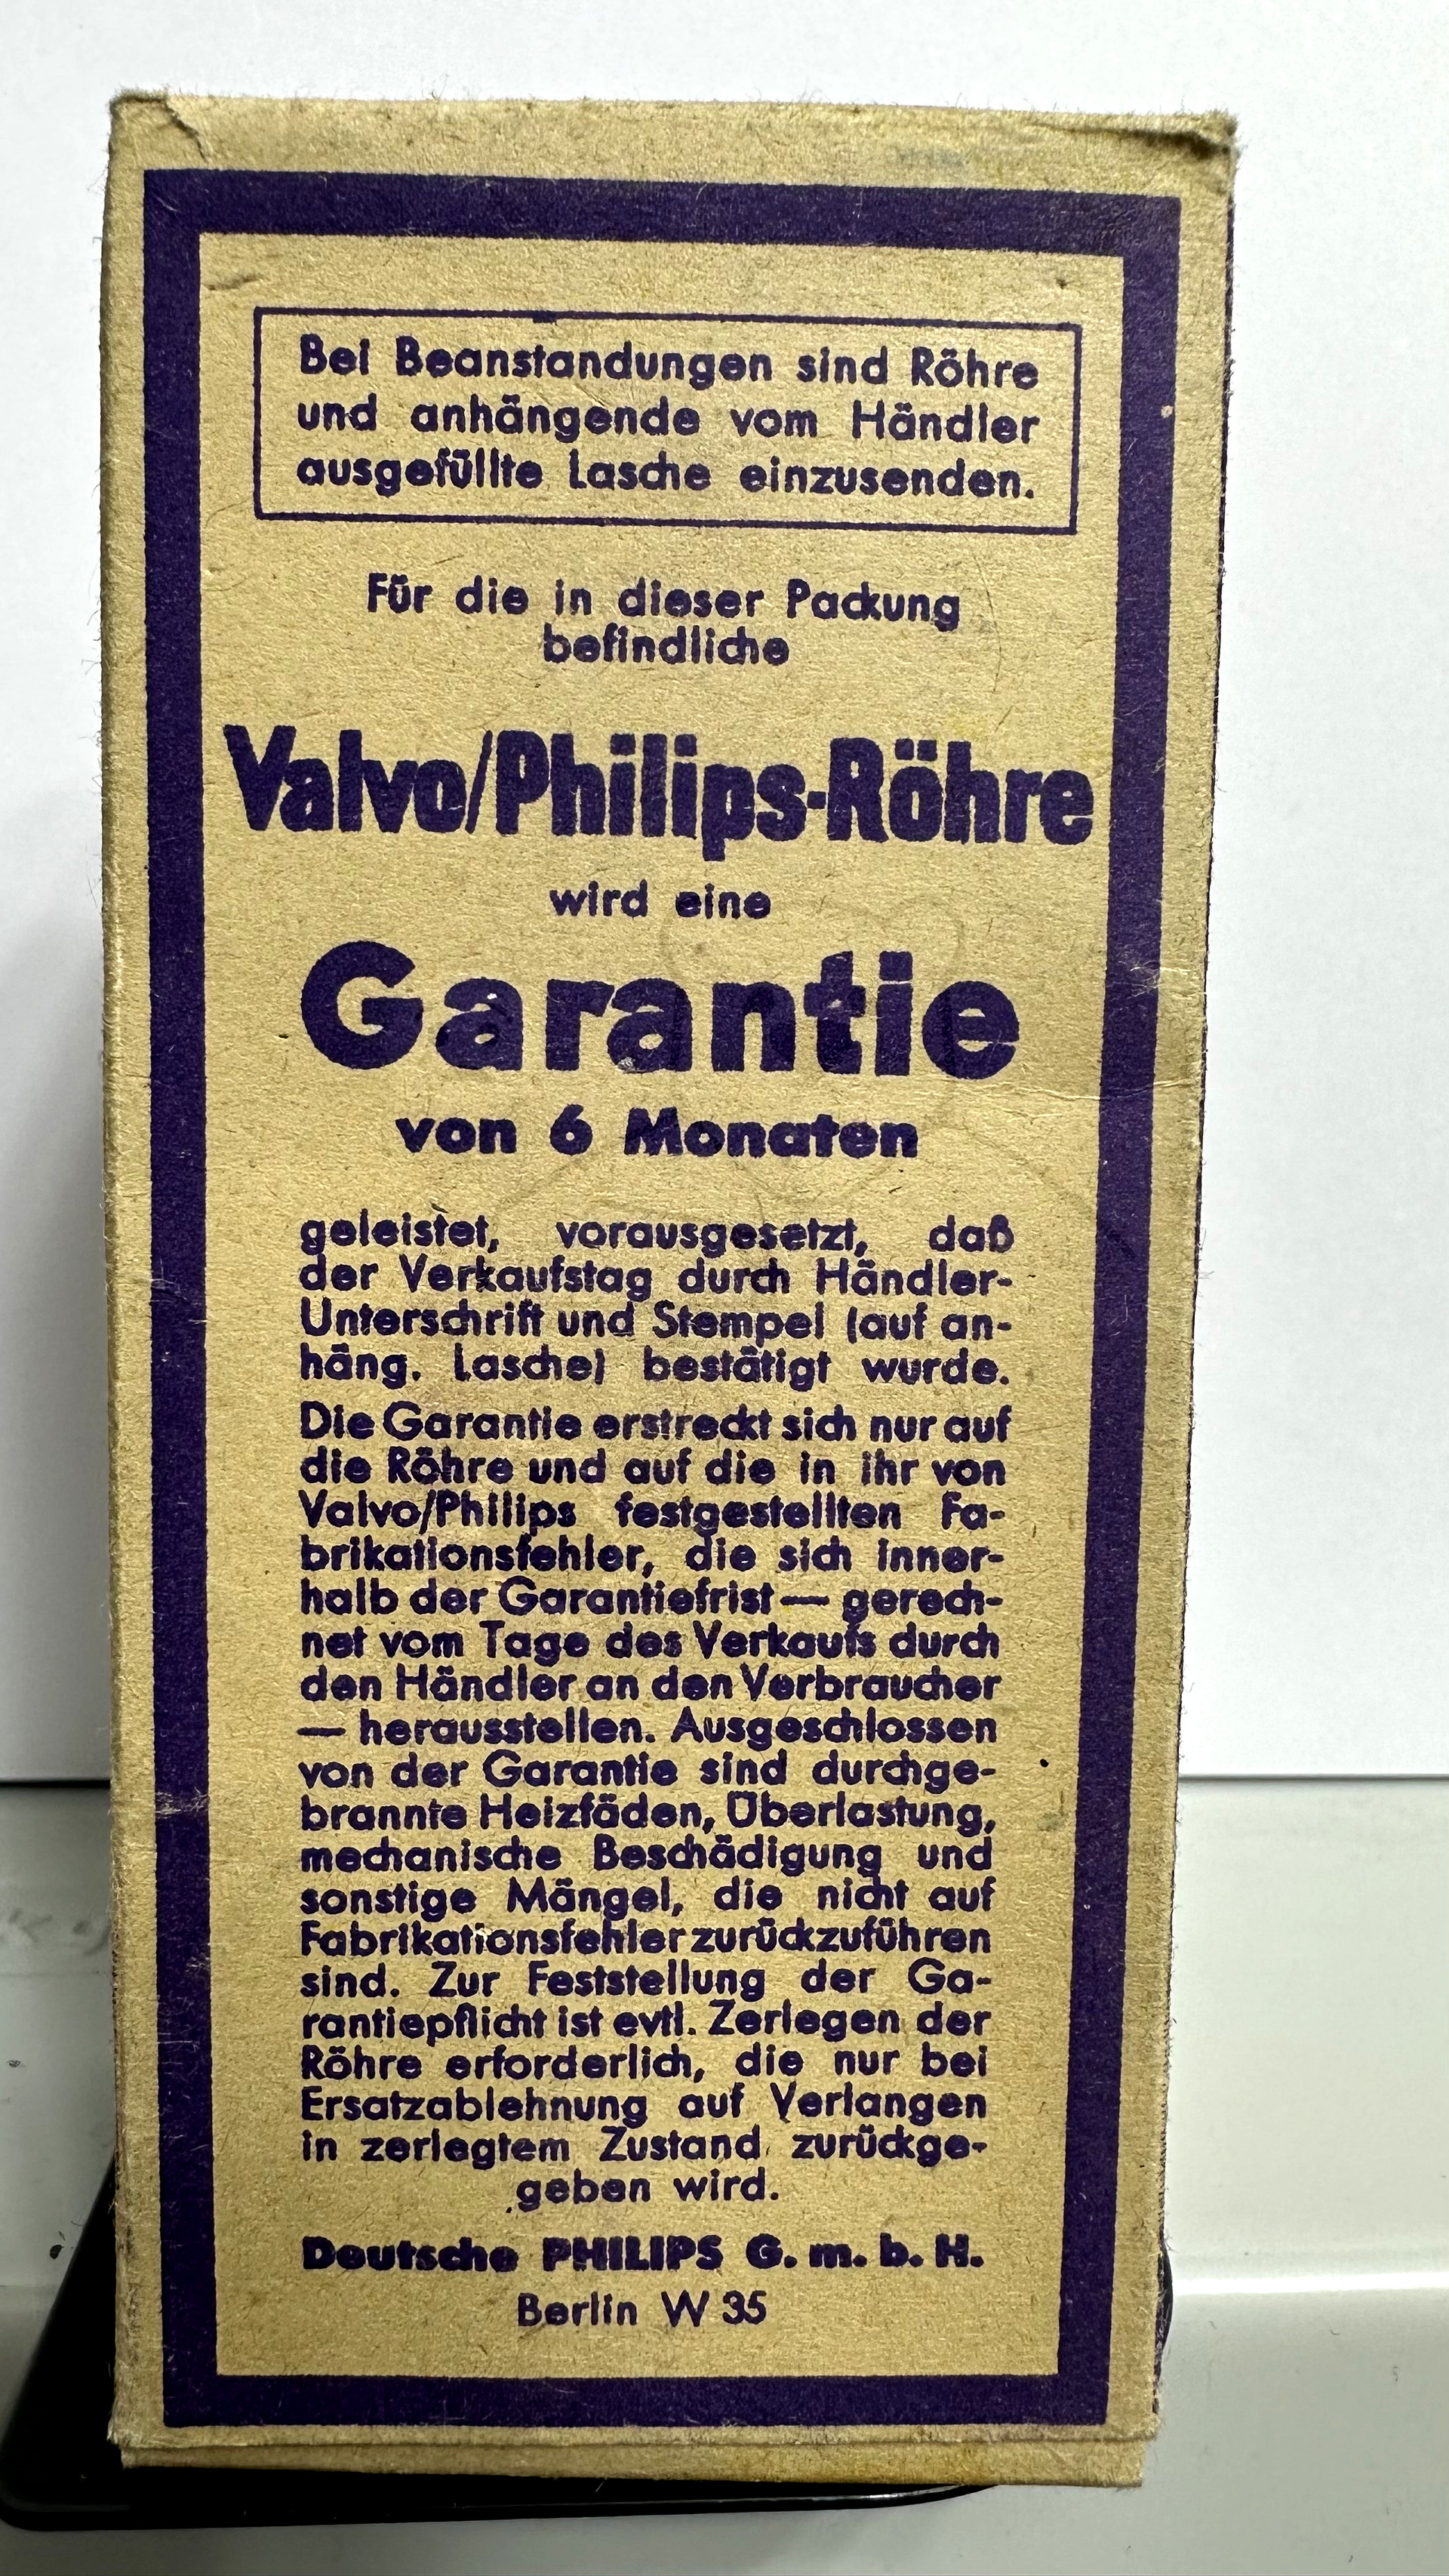 Bei Beanstandungen sind Röhre
und anhängende vom Händler
ausgefüllte Lasche einzusenden.
Für die in dieser Packung
befindliche
Valvo/Philips-Röhre
wird eine
Garantie
von 6 Monaten
geleistet, vorausgesetzt, daß
der Verkaufstag durch Händler-
Unterschrift und Stempel (auf an-
häng. Lasche) bestätigt wurde.
Die Garantie erstreckt sich nur auf
die Röhre und auf die in ihr von
Valvo/Philips festgestellten Fa-
brikationsfehler, die sich inner-
halb der Garantiefrist — gerech-
net vom Tage des Verkaufs durch
den Händler an den Verbraucher
— herausstellen. Ausgeschlossen
von der Garantie sind durchge-
brannte Heizfäden, Überlastung,
mechanische Beschädigung und
sonstige Mängel, die nicht auf
Fabrikationsfehler zurückzuführen
sind. Zur Feststellung der Ga-
rantiepflicht ist evtl. Zerlegen der
Röhre erforderlich, die nur bei
Ersatzablehnung auf Verlangen
in zerlegtem Zustand zurückge-
geben wird.
Deutsche PHILIPS G. m. b. H.
Berlin W 35